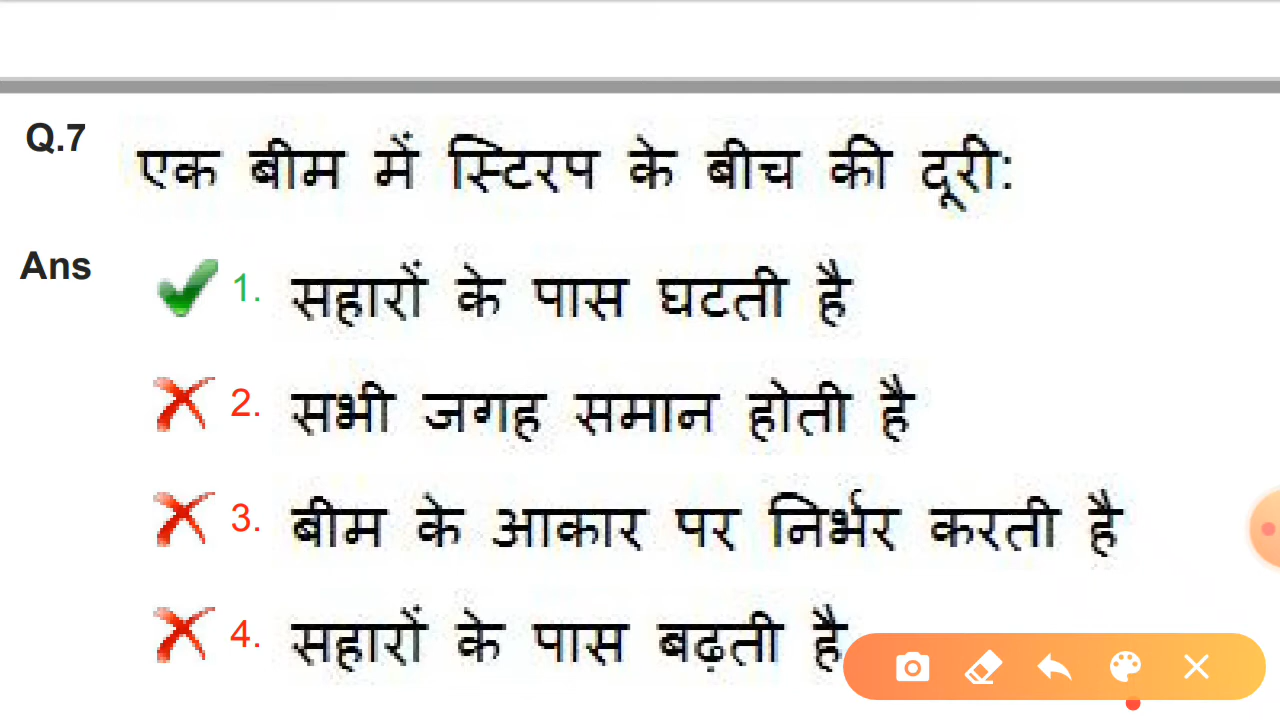 Q.7 एक बीम में स्टिरप के बीच की दूरी:
Ans 1. सहारों के पास घटती है
2. सभी जगह समान होती है
3. बीम के आकार पर निर्भर करती है
4. सहारों के पास बढ़ती है